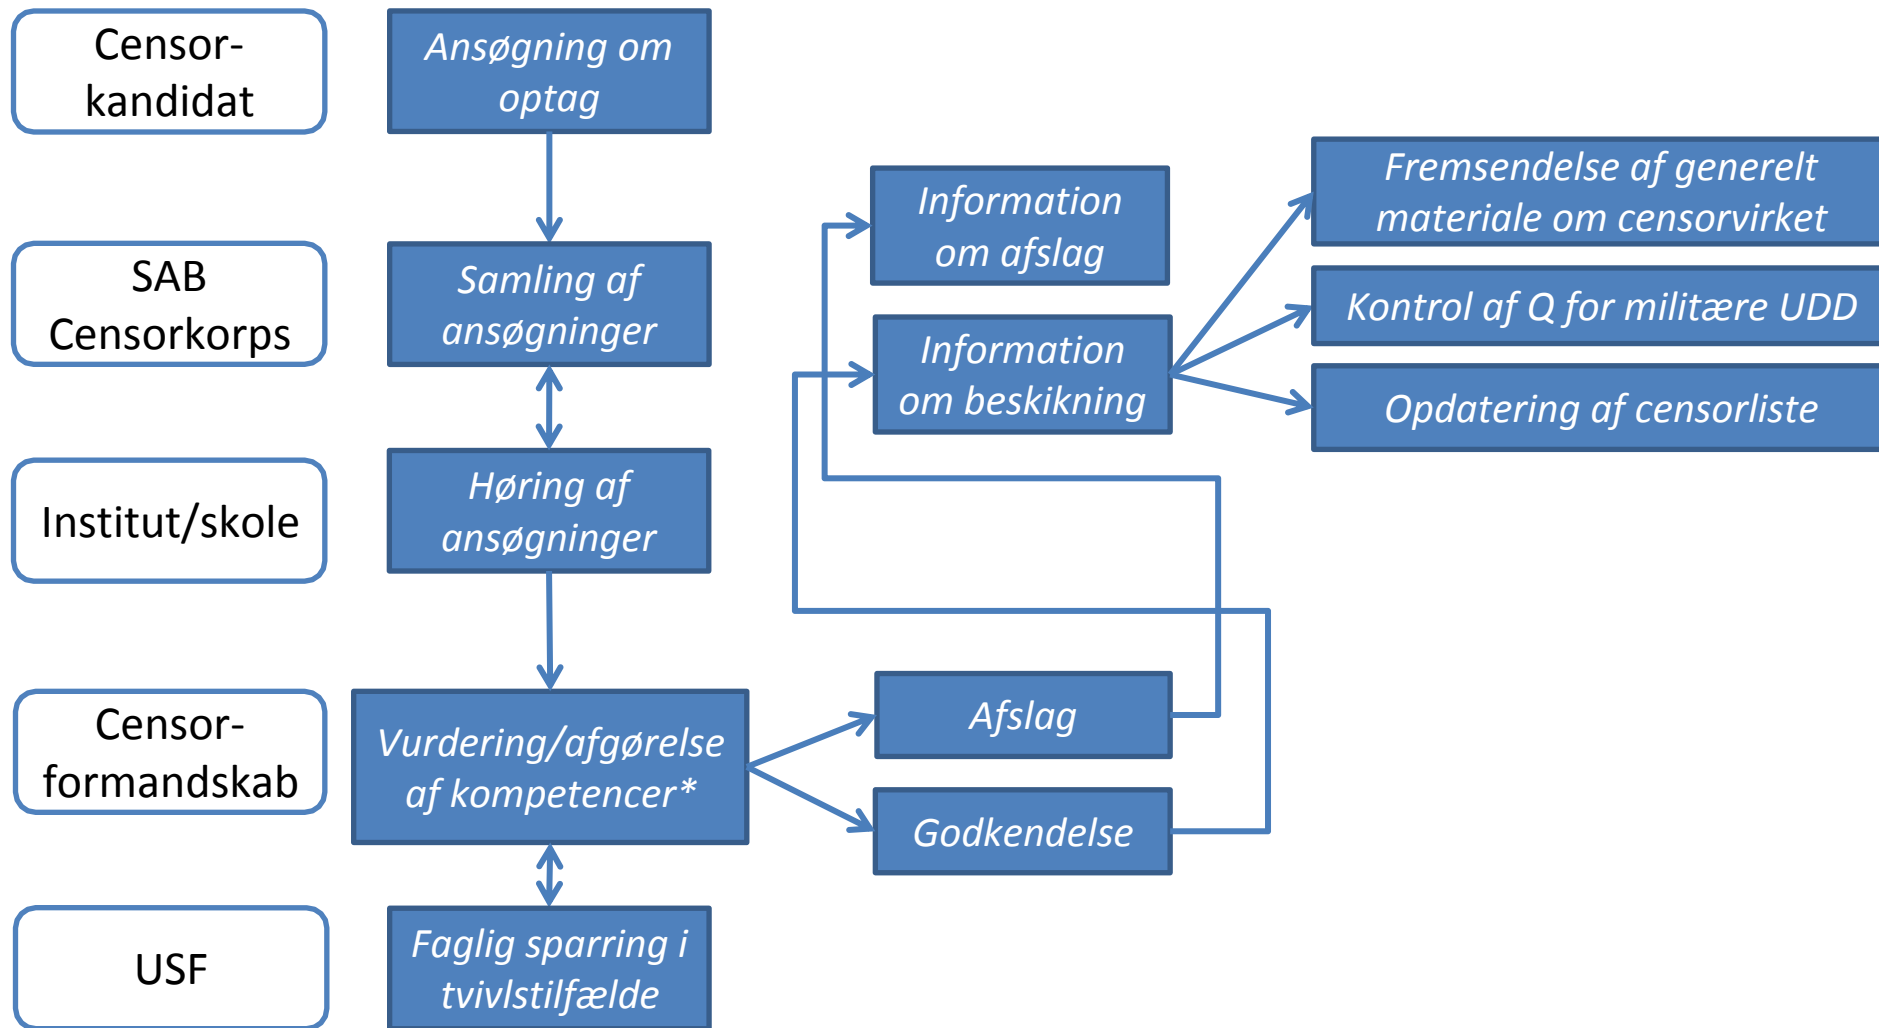 Censor-
kandidat
Ansøgning om
optag
SAB
Censorkorps
Samling af
ansøgninger
Information
om afslag
Information
om beskikning
Fremsendelse af generelt
materiale om censorvirket
Kontrol af Q for militære UDD
Opdatering af censorliste
Institut/skole
Høring af
ansøgninger
Censor-
formandskab
Vurdering/afgørelse
af kompetencer*
Afslag
Godkendelse
USF
Faglig sparring i
tvivlstilfælde